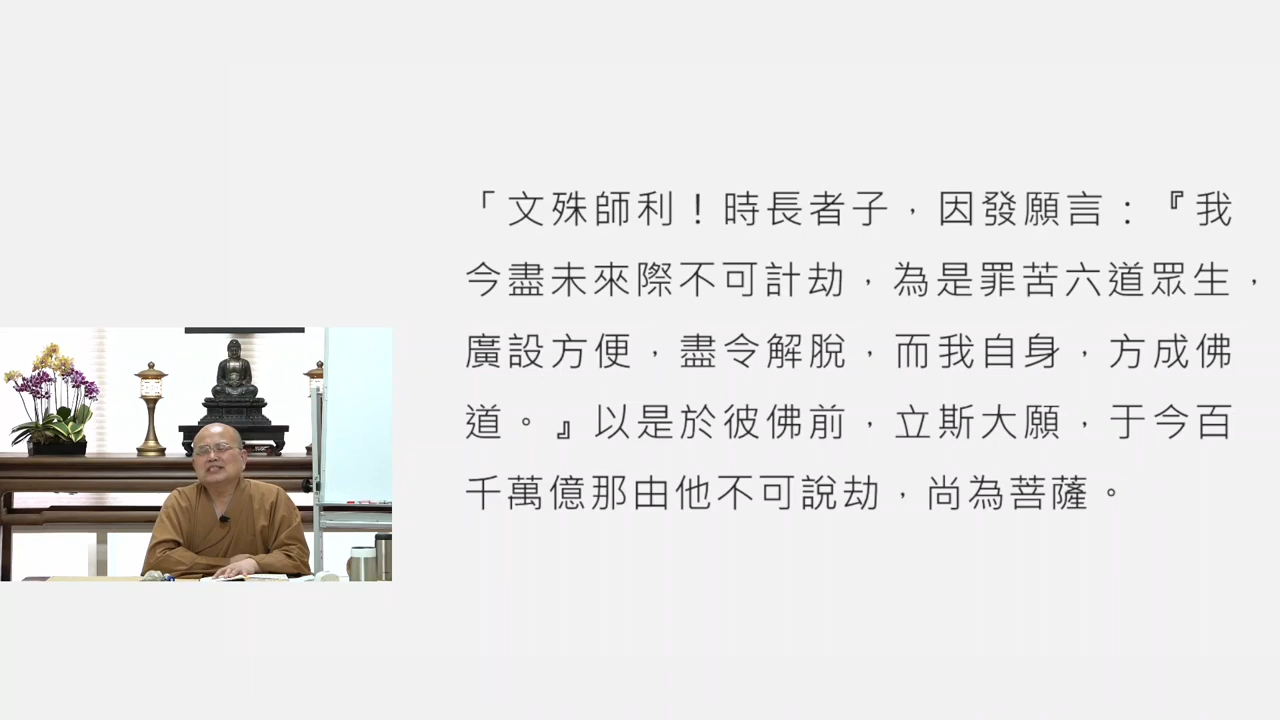 「文殊師利！時長者子，因發願言：『我
今盡未來際不可計劫，為是罪苦六道眾生，
廣設方便，盡令解脫，而我自身，方成佛
道。』以是於彼佛前，立斯大願，于今百
千萬億那由他不可說劫，尚為菩薩。